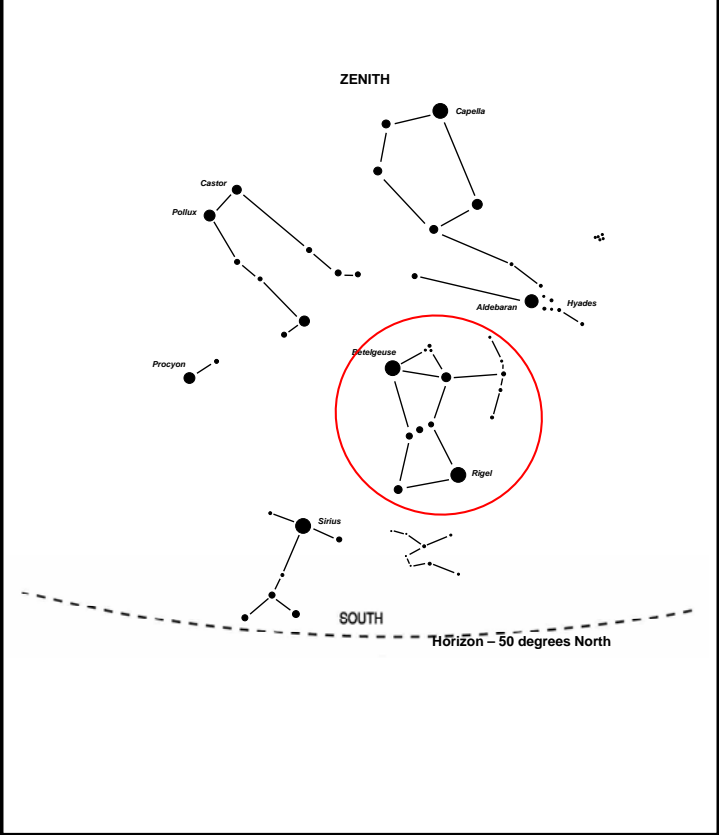 ZENITH
Capella
Castor
Pollux
Aldebaran
Hyades
Betelgeuse
Procyon
Rigel
Sirius
SOUTH
Horizon – 50 degrees North